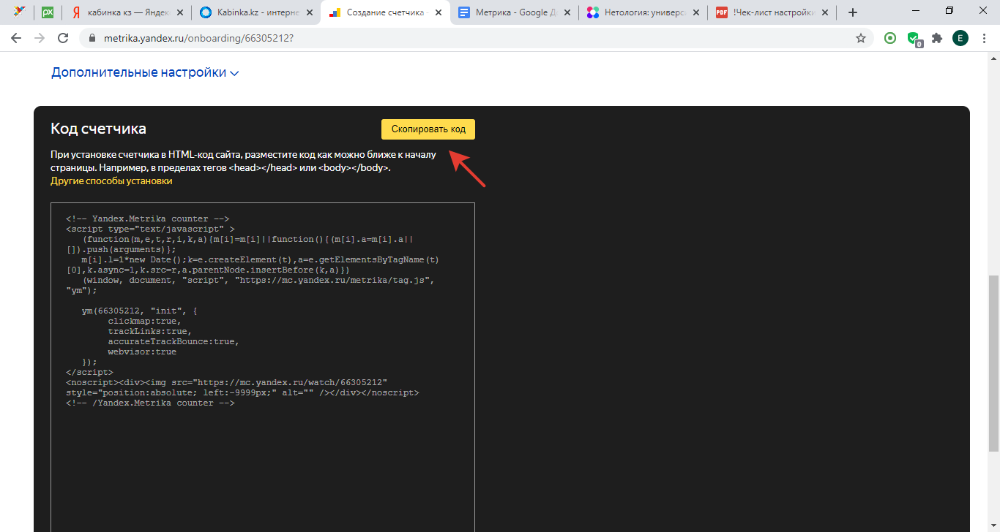 рх
кабинка кз — Яндекс
Kabinka.kz - интерне
Создание счетчика -
Метрика - Google До
Нетология: универс
PDF
!Чек-лист настройки
metrika.yandex.ru/onboarding/66305212?
0
E
Дополнительные настройки
Код счетчика
Скопировать код
При установке счетчика в HTML-код сайта, разместите код как можно ближе к началу
страницы. Например, в пределах тегов <head></head> или <body></body>.
Другие способы установки
<!-- Yandex.Metrika counter -->
<script type="text/javascript" >
(function(m,e,t,r,i,k,a){m[i]=m[i]||function(){(m[i].a=m[i].a||
[]).push(arguments)};
m[i].l=1*new Date();k=e.createElement(t),a=e.getElementsByTagName(t)
[0],k.async=1,k.src=r,a.parentNode.insertBefore(k,a)})
(window, document, "script", "https://mc.yandex.ru/metrika/tag.js",
"ym");
ym(66305212, "init", {
clickmap:true,
trackLinks:true,
accurateTrackBounce:true,
webvisor:true
});
</script>
<noscript><div><img src="https://mc.yandex.ru/watch/66305212"
style="position:absolute; left:-9999px;" alt="" /></div></noscript>
<!-- /Yandex.Metrika counter -->